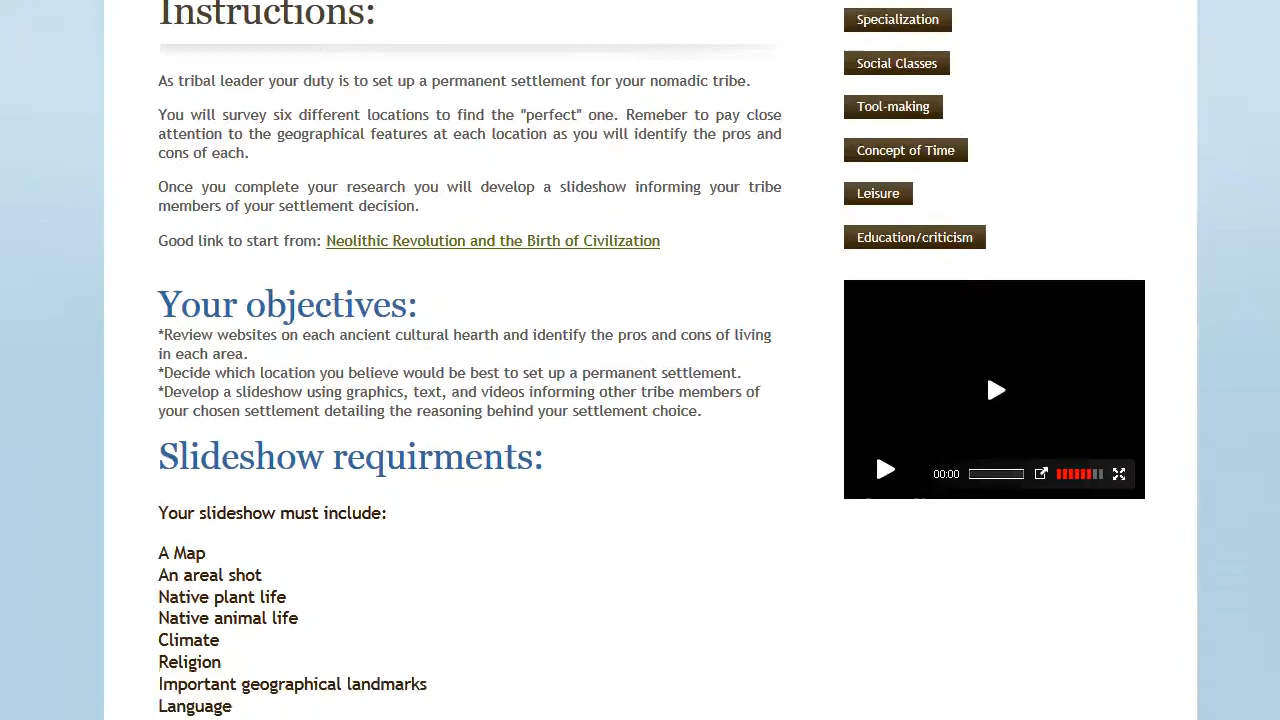 Instructions:
As tribal leader your duty is to set up a permanent settlement for your nomadic tribe.
You will survey six different locations to find the "perfect" one. Remeber to pay close
attention to the geographical features at each location as you will identify the pros and
cons of each.
Once you complete your research you will develop a slideshow informing your tribe
members of your settlement decision.
Good link to start from: Neolithic Revolution and the Birth of Civilization
Your objectives:
*Review websites on each ancient cultural hearth and identify the pros and cons of living
in each area.
*Decide which location you believe would be best to set up a permanent settlement.
*Develop a slideshow using graphics, text, and videos informing other tribe members of
your chosen settlement detailing the reasoning behind your settlement choice.
Slideshow requirments:
Your slideshow must include:
A Map
An areal shot
Native plant life
Native animal life
Climate
Religion
Important geographical landmarks
Language
Specialization
Social Classes
Tool-making
Concept of Time
Leisure
Education/criticism
00:00